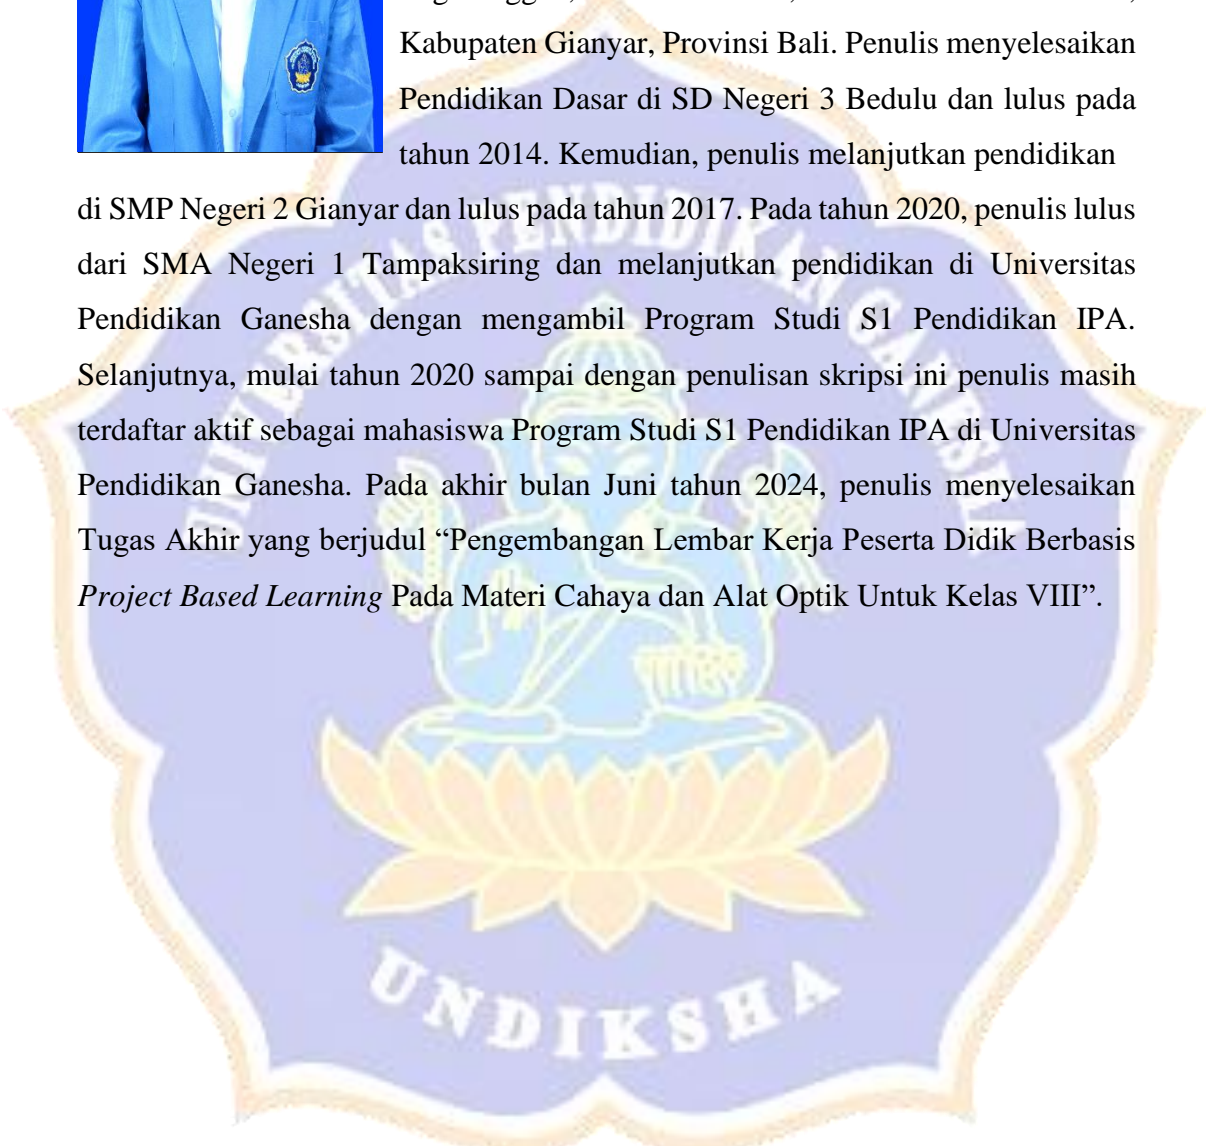 Kabupaten Gianyar, Provinsi Bali. Penulis menyelesaikan
Pendidikan Dasar di SD Negeri 3 Bedulu dan lulus pada
tahun 2014. Kemudian, penulis melanjutkan pendidikan
di SMP Negeri 2 Gianyar dan lulus pada tahun 2017. Pada tahun 2020, penulis lulus
dari SMA Negeri 1 Tampaksiring dan melanjutkan pendidikan di Universitas
Pendidikan Ganesha dengan mengambil Program Studi S1 Pendidikan IPA.
Selanjutnya, mulai tahun 2020 sampai dengan penulisan skripsi ini penulis masih
terdaftar aktif sebagai mahasiswa Program Studi S1 Pendidikan IPA di Universitas
Pendidikan Ganesha. Pada akhir bulan Juni tahun 2024, penulis menyelesaikan
Tugas Akhir yang berjudul “Pengembangan Lembar Kerja Peserta Didik Berbasis
Project Based Learning Pada Materi Cahaya dan Alat Optik Untuk Kelas VIII”.
UNIVERSITAS PENDIDIKAN GANESHA
UNDIKSHA